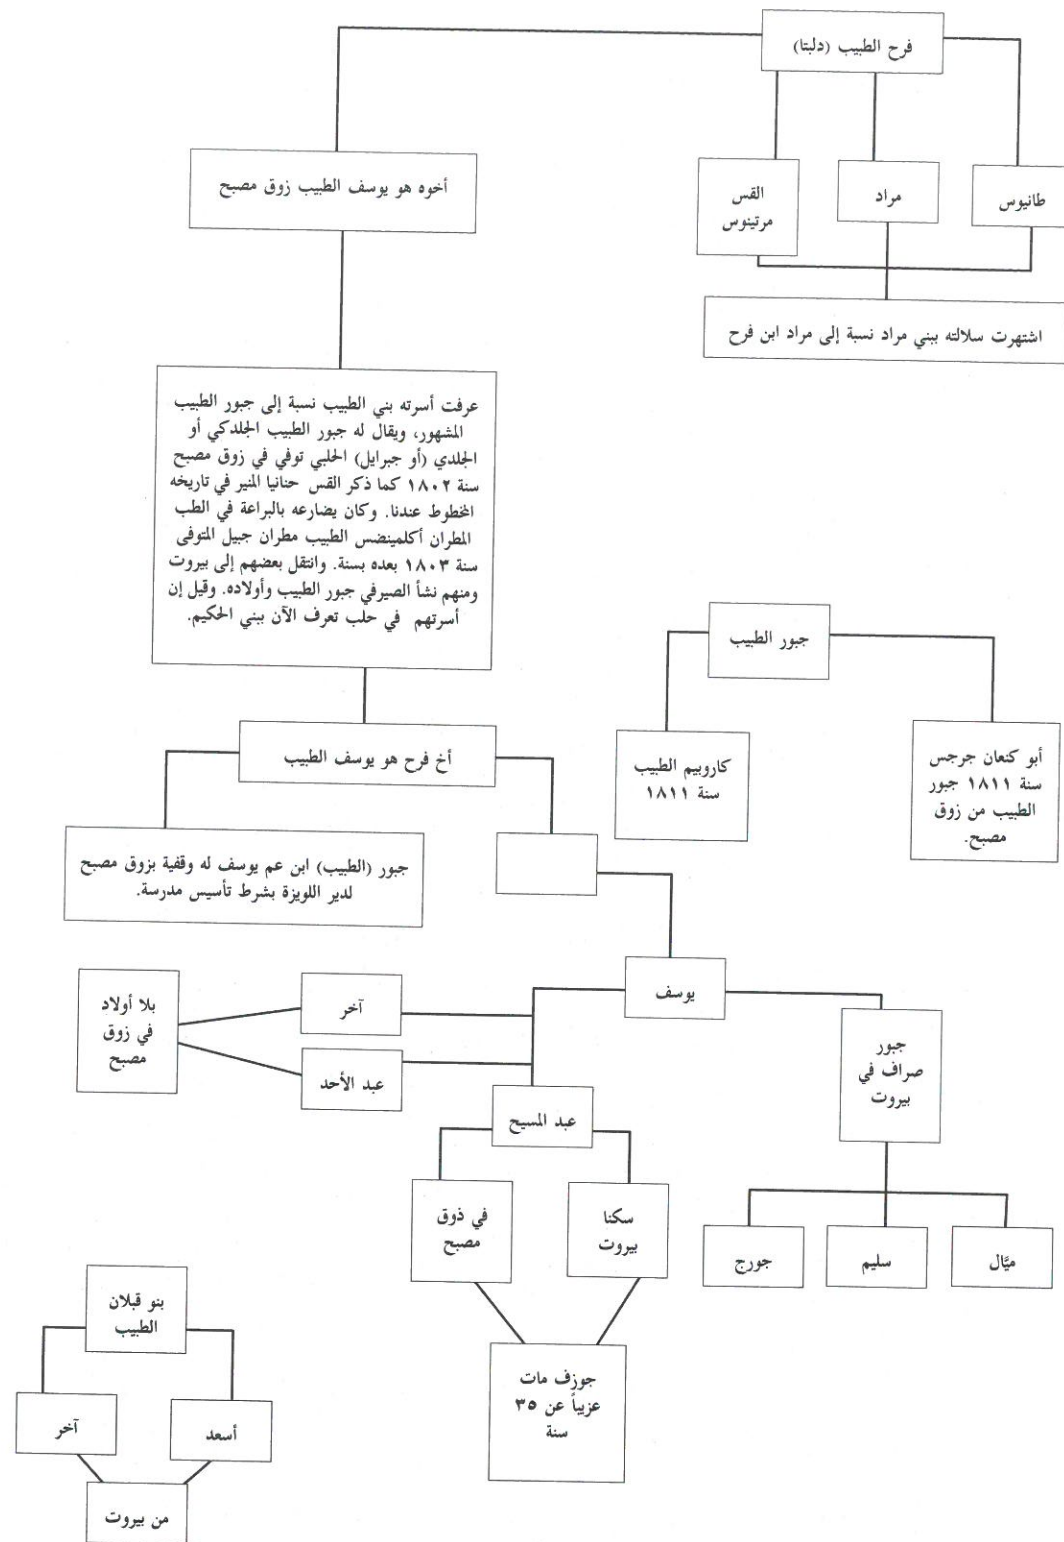 فرح الطبيب (دلبتا)
أخوه هو يوسف الطبيب زوق مصبح
طانيوس
مراد
القس
مرتينوس
اشتهرت سلالته ببني مراد نسبة إلى مراد ابن فرح
عرفت أسرته بني الطبيب نسبة إلى جبور الطبيب
المشهور، ويقال له جبور الطبيب الجلدكي أو
الجلدي (أو جبرايل) الحلبي توفي في زوق مصبح
سنة ١٨٠٢ كما ذكر القس حنانيا المنير في تاريخه
المخطوط عندنا. وكان يضارعه بالبراعة في الطب
المطران أكلمينضس الطبيب مطران جبيل المتوفى
سنة ١٨٠٣ بعده بسنة. وانتقل بعضهم إلى بيروت
ومنهم نشأ الصيرفي جبور الطبيب وأولاده. وقيل إن
أسرتهم في حلب تعرف الآن ببني الحكيم.
جبور الطبيب
أبو كنعان جرجس
سنة ١٨١١ جبور
الطبيب من زوق
مصبح.
كاروبيم الطبيب
سنة ١٨١١
أخ فرح هو يوسف الطبيب
جبور (الطبيب) ابن عم يوسف له وقفية بزوق مصبح
لدير اللويزة بشرط تأسيس مدرسة.
يوسف
جبور
صراف في
بيروت
آخر
عبد الأحد
بلا أولاد
في زوق
مصبح
عبد المسيح
سكنا
بيروت
في ذوق
مصبح
ميّال
سليم
جورج
جوزف مات
عزيباً عن ٣٥
سنة
بنو قبلان
الطبيب
أسعد
آخر
من بيروت